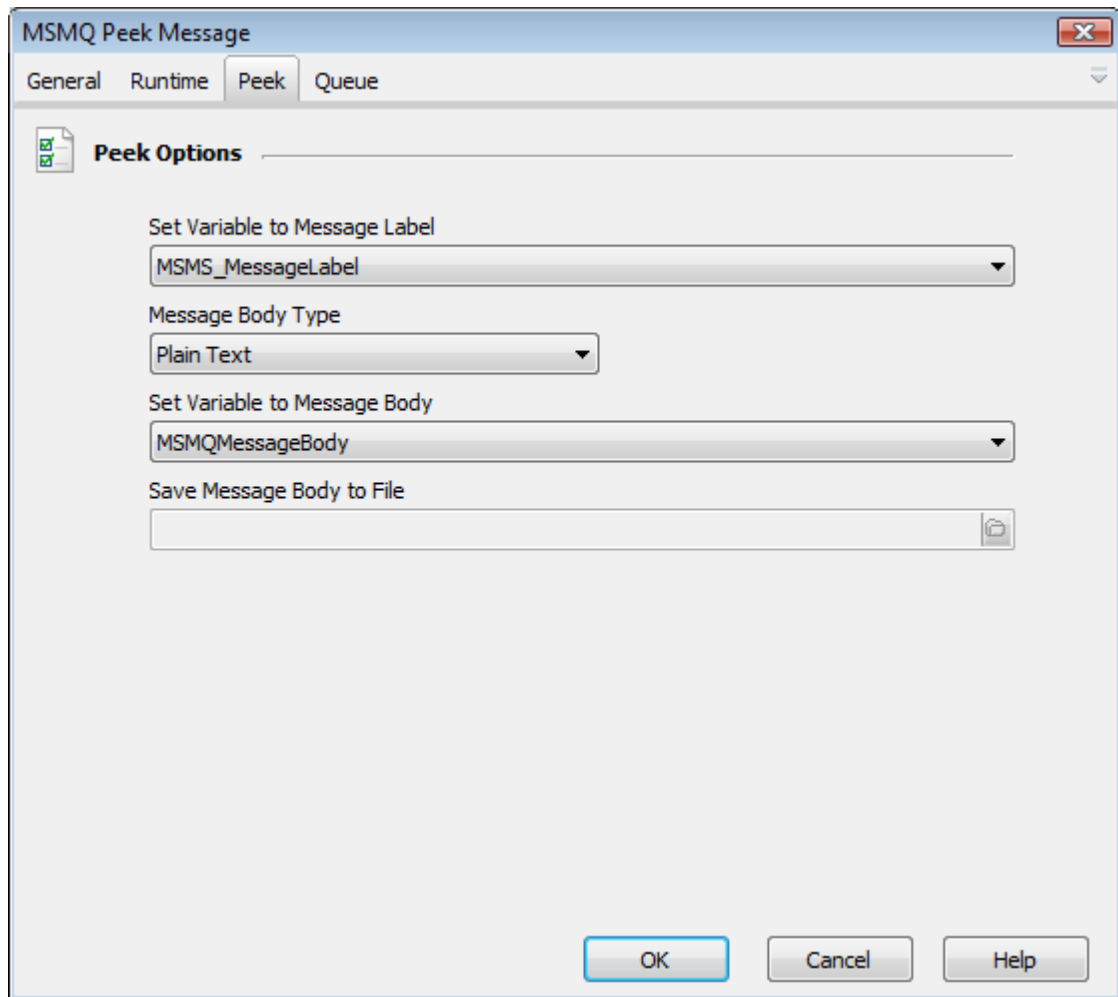 MSMQ Peek Message
General Runtime Peek Queue
Peek Options
Set Variable to Message Label
MSMS_MessageLabel
Message Body Type
Plain Text
Set Variable to Message Body
MSMQMessageBody
Save Message Body to File
OK Cancel Help